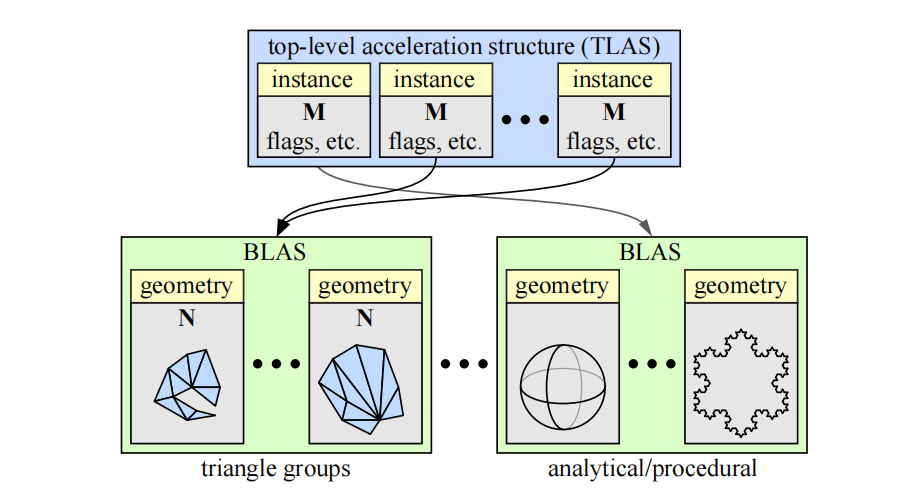 top-level acceleration structure (TLAS)
instance
instance
instance
M
M
M
flags, etc.
flags, etc.
flags, etc.
BLAS
BLAS
geometry
geometry
geometry
geometry
N
N
triangle groups
analytical/procedural